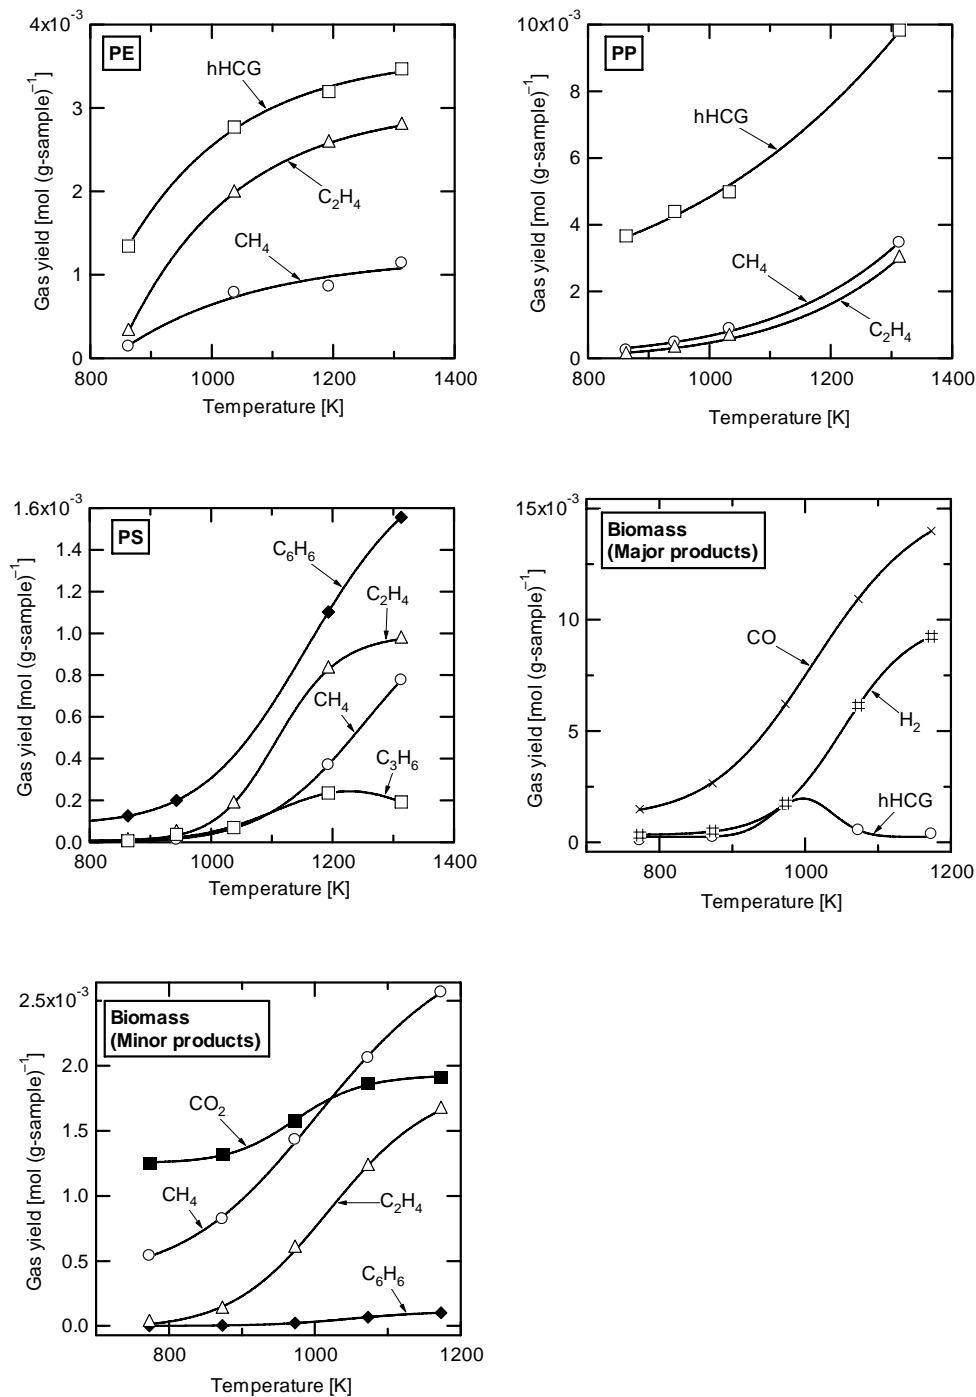 4x10⁻³
PE
3
2
1
0
hHCG
C₂H₄
CH₄
800
1000
1200
1400
Temperature [K]
Gas yield [mol (g-sample)⁻¹]
10x10⁻³
PP
8
6
4
2
0
hHCG
CH₄
C₂H₄
800
1000
1200
1400
Temperature [K]
Gas yield [mol (g-sample)⁻¹]
1.6x10⁻³
PS
1.4
1.2
1.0
0.8
0.6
0.4
0.2
0.0
C₆H₆
C₂H₄
CH₄
C₃H₆
800
1000
1200
1400
Temperature [K]
Gas yield [mol (g-sample)⁻¹]
15x10⁻³
Biomass
(Major products)
10
5
0
CO
H₂
hHCG
800
1000
1200
Temperature [K]
Gas yield [mol (g-sample)⁻¹]
2.5x10⁻³
Biomass
(Minor products)
2.0
1.5
1.0
0.5
0.0
CO₂
CH₄
C₂H₄
C₆H₆
800
1000
1200
Temperature [K]
Gas yield [mol (g-sample)⁻¹]